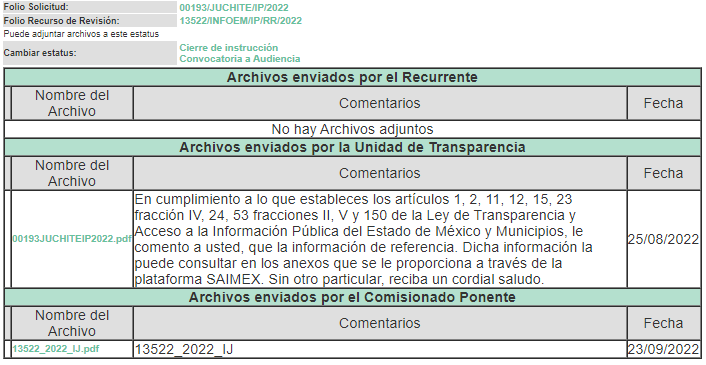 Folio Solicitud: 00193/JUCHITE/IP/2022
Folio Recurso de Revisión: 13522/INFOEM/IP/RR/2022
Puede adjuntar archivos a este estatus
Cambiar estatus: Cierre de instrucción
Convocatoria a Audiencia
Archivos enviados por el Recurrente
Nombre del Archivo Comentarios Fecha
No hay Archivos adjuntos
Archivos enviados por la Unidad de Transparencia
Nombre del Archivo Comentarios Fecha
00193JUCHITEIP2022.pdf
En cumplimiento a lo que estableces los artículos 1, 2, 11, 12, 15, 23
fracción IV, 24, 53 fracciones II, V y 150 de la Ley de Transparencia y
Acceso a la Información Pública del Estado de México y Municipios, le
comento a usted, que la información de referencia. Dicha información la
puede consultar en los anexos que se le proporciona a través de la
plataforma SAIMEX. Sin otro particular, reciba un cordial saludo.
25/08/2022
Archivos enviados por el Comisionado Ponente
Nombre del Archivo Comentarios Fecha
13522_2022_IJ.pdf 13522_2022_IJ 23/09/2022